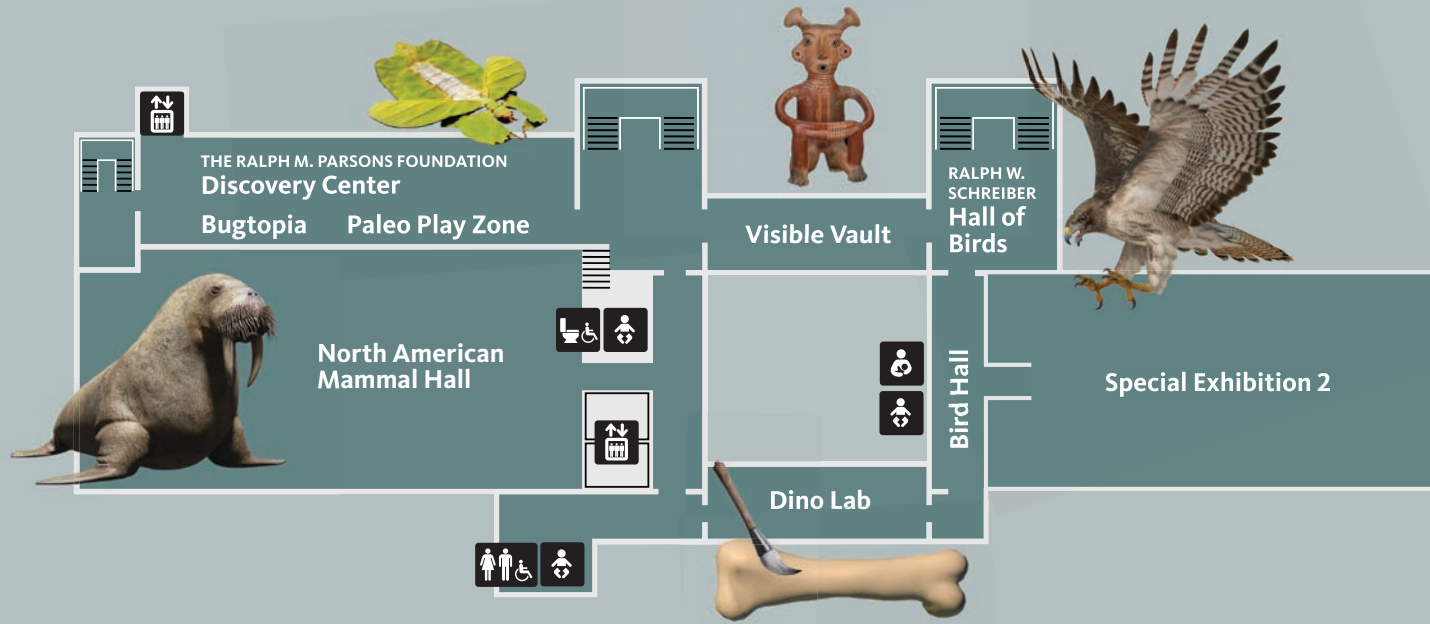 THE RALPH M. PARSONS FOUNDATION
Discovery Center
Bugtopia
Paleo Play Zone
Visible Vault
RALPH W.
SCHREIBER
Hall of
Birds
North American
Mammal Hall
Bird Hall
Special Exhibition 2
Dino Lab